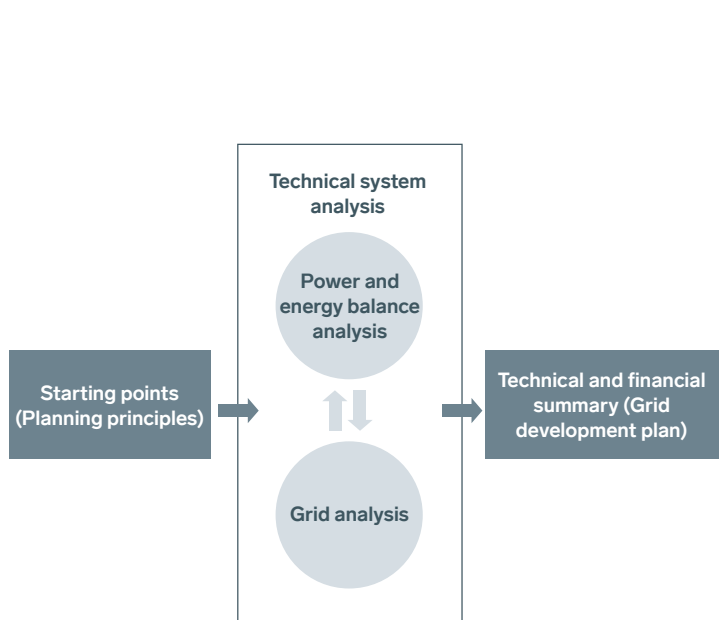 Technical system
analysis
Power and
energy balance
analysis
Starting points
(Planning principles)
Technical and financial
summary (Grid
development plan)
Grid analysis